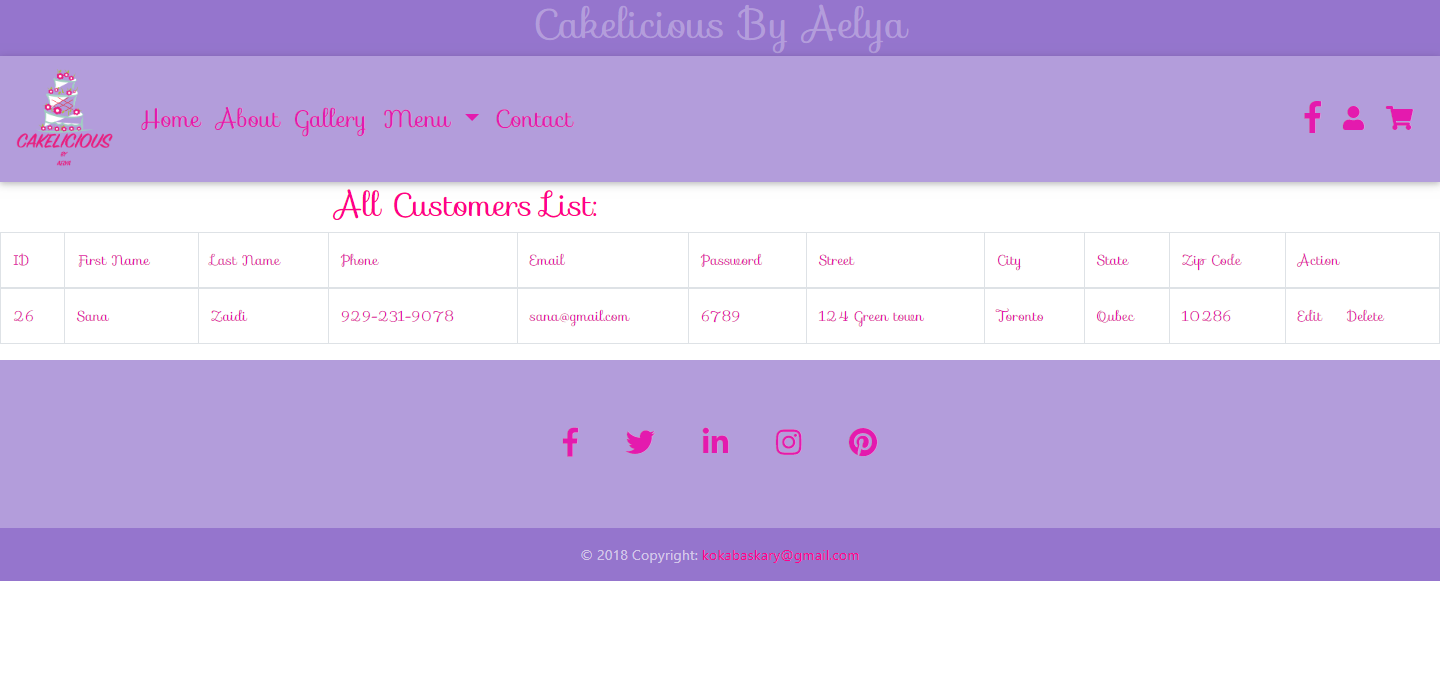 Cakelicious By Aelya
CAKELICIOUS
BY
Home About Gallery Menu Contact
All Customers List:
ID First Name Last Name Phone Email Password Street City State Zip Code Action
26 Sana Zaidi 929-231-9078 sana@gmail.com 6789 124 Green town Toronto Qubec 10286 Edit Delete
© 2018 Copyright: kokabaskary@gmail.com